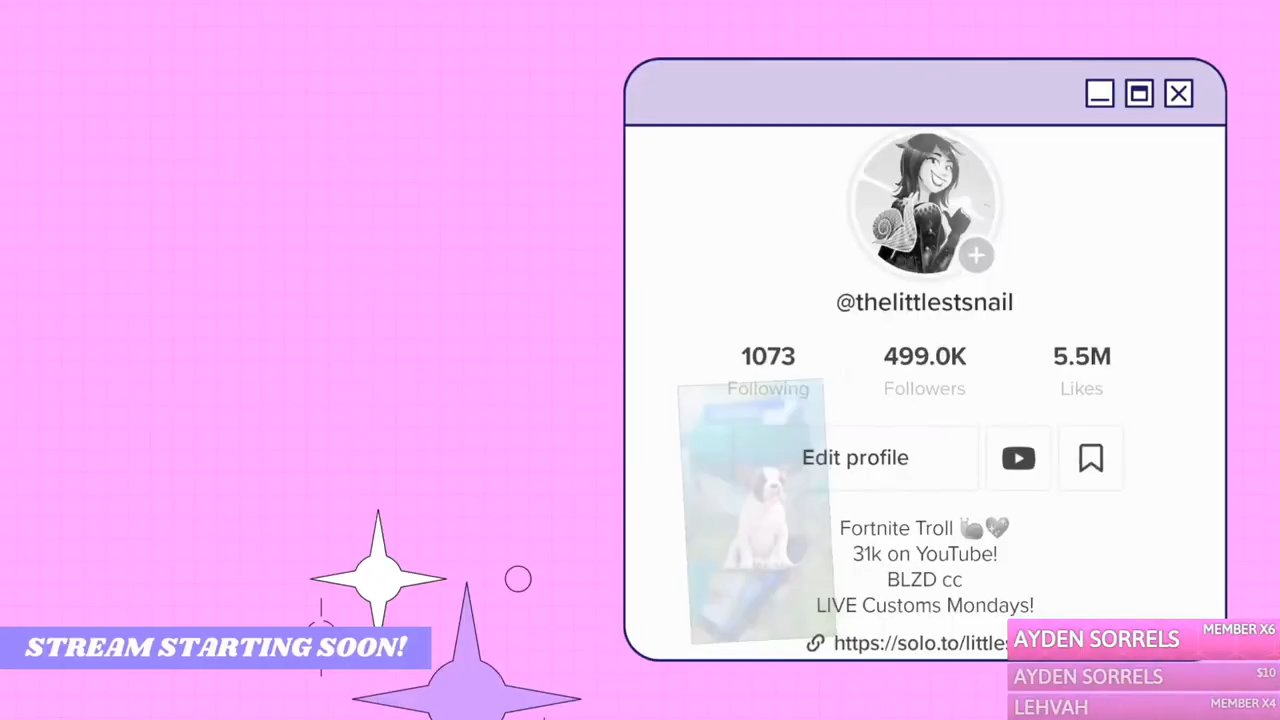 @thelittlestsnail
1073 499.0K 5.5M
Following Followers Likes
Edit profile
Fortnite Troll 🐌💖
31k on YouTube!
BLZD cc
LIVE Customs Mondays!
https://solo.to/little
STREAM STARTING SOON!
AYDEN SORRELS MEMBER X6
AYDEN SORRELS $10
LEHVAH MEMBER X4